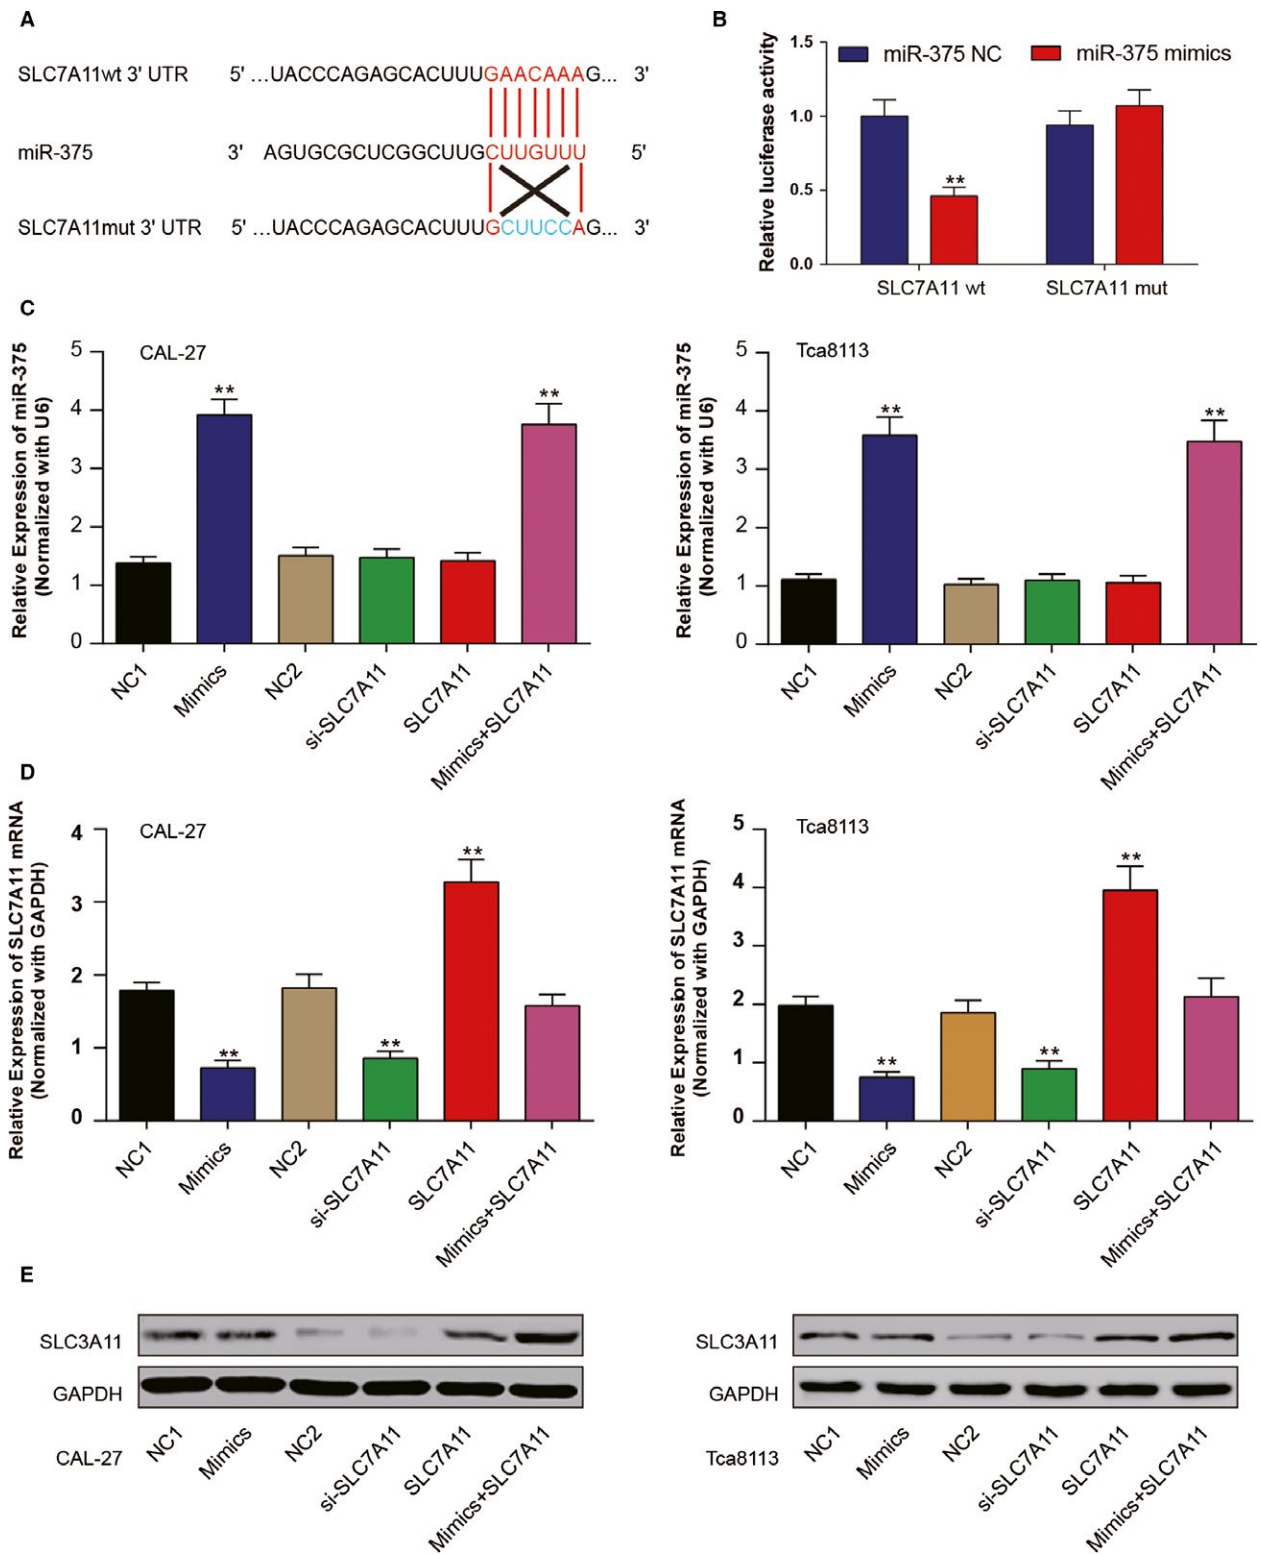 A
SLC7A11wt 3' UTR 5' ...UACCCAGAGCACUUUGAACAAAG... 3'
miR-375 3' AGUGCGCUCGGCUUGCUUGUUU 5'
SLC7A11mut 3' UTR 5' ...UACCCAGAGCACUUUGCUUCCAG... 3'
B
Relative luciferase activity
1.5
1.0
0.5
0.0
miR-375 NC
miR-375 mimics
**
SLC7A11 wt
SLC7A11 mut
C
Relative Expression of miR-375
(Normalized with U6)
CAL-27
5
4
3
2
1
0
**
**
NC1
Mimics
NC2
si-SLC7A11
SLC7A11
Mimics+SLC7A11
Relative Expression of miR-375
(Normalized with U6)
Tca8113
5
4
3
2
1
0
**
**
NC1
Mimics
NC2
si-SLC7A11
SLC7A11
Mimics+SLC7A11
D
Relative Expression of SLC7A11 mRNA
(Normalized with GAPDH)
CAL-27
4
3
2
1
0
**
**
**
NC1
Mimics
NC2
si-SLC7A11
SLC7A11
Mimics+SLC7A11
Relative Expression of SLC7A11 mRNA
(Normalized with GAPDH)
Tca8113
5
4
3
2
1
0
**
**
**
NC1
Mimics
NC2
si-SLC7A11
SLC7A11
Mimics+SLC7A11
E
SLC3A11
GAPDH
CAL-27
NC1
Mimics
NC2
si-SLC7A11
SLC7A11
Mimics+SLC7A11
SLC3A11
GAPDH
Tca8113
NC1
Mimics
NC2
si-SLC7A11
SLC7A11
Mimics+SLC7A11